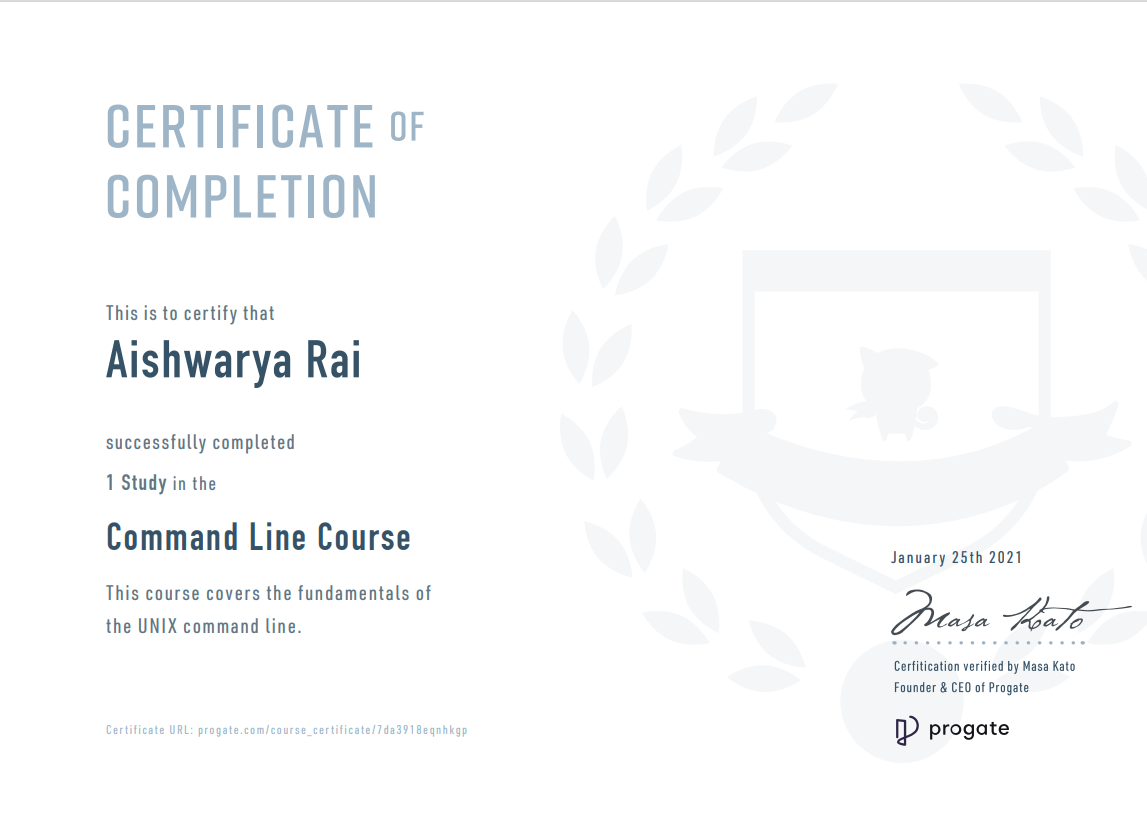 CERTIFICATE OF
COMPLETION
This is to certify that
Aishwarya Rai
successfully completed
1 Study in the
Command Line Course
This course covers the fundamentals of
the UNIX command line.
January 25th 2021
Masa Kato
Cerfitication verified by Masa Kato
Founder & CEO of Progate
progate
Certificate URL: progate.com/course_certificate/7da3918eqnhkgp